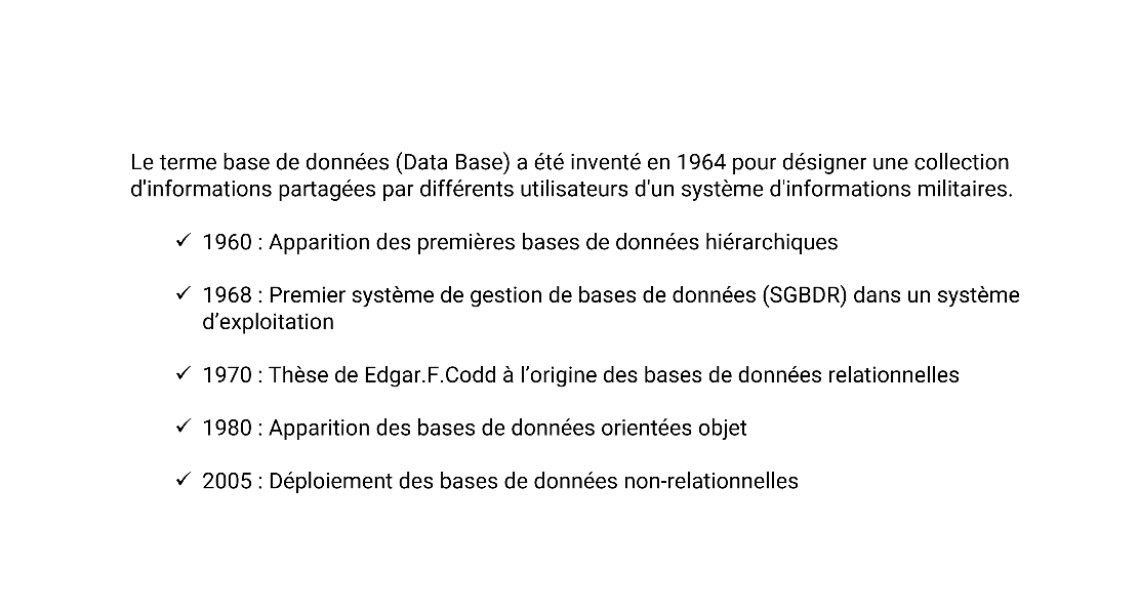 Le terme base de données (Data Base) a été inventé en 1964 pour désigner une collection
d'informations partagées par différents utilisateurs d'un système d'informations militaires.
✓ 1960 : Apparition des premières bases de données hiérarchiques
✓ 1968 : Premier système de gestion de bases de données (SGBDR) dans un système
d’exploitation
✓ 1970 : Thèse de Edgar.F.Codd à l’origine des bases de données relationnelles
✓ 1980 : Apparition des bases de données orientées objet
✓ 2005 : Déploiement des bases de données non-relationnelles